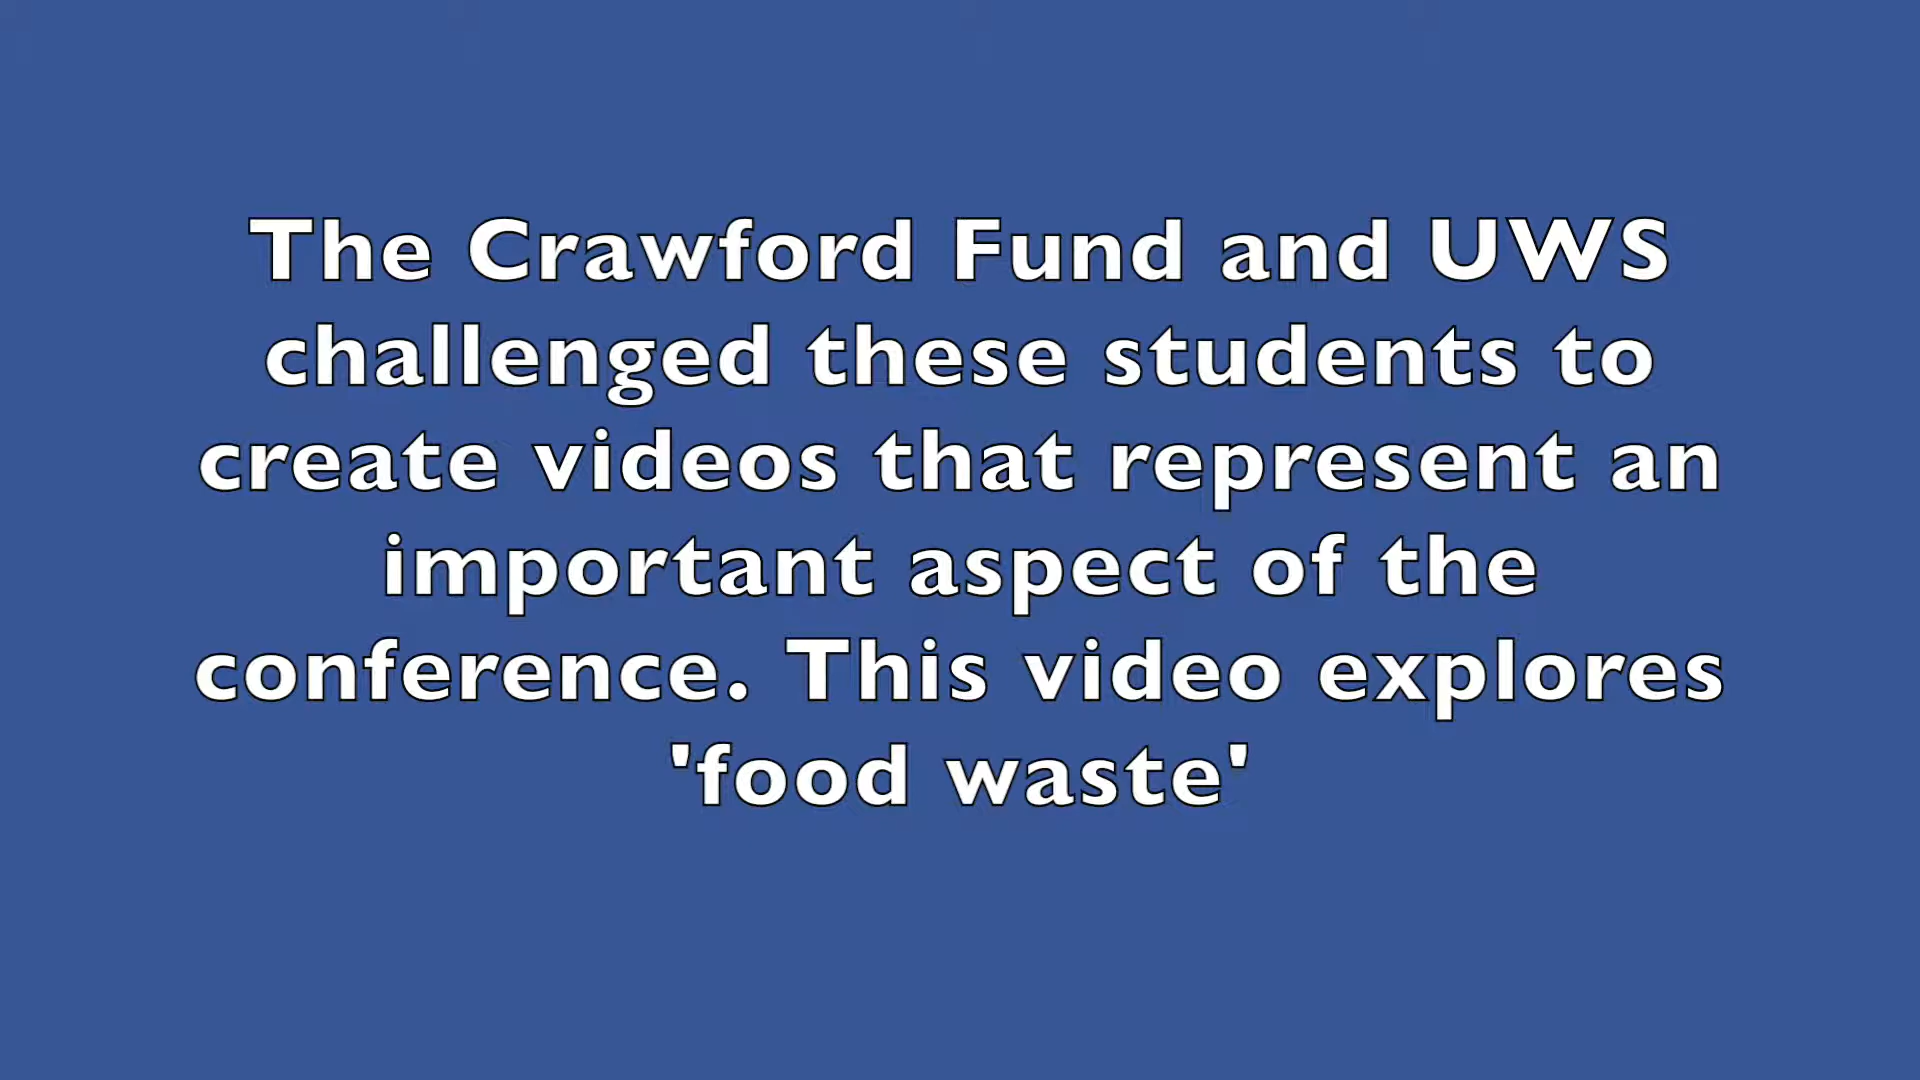 The Crawford Fund and UWS
challenged these students to
create videos that represent an
important aspect of the
conference. This video explores
'food waste'